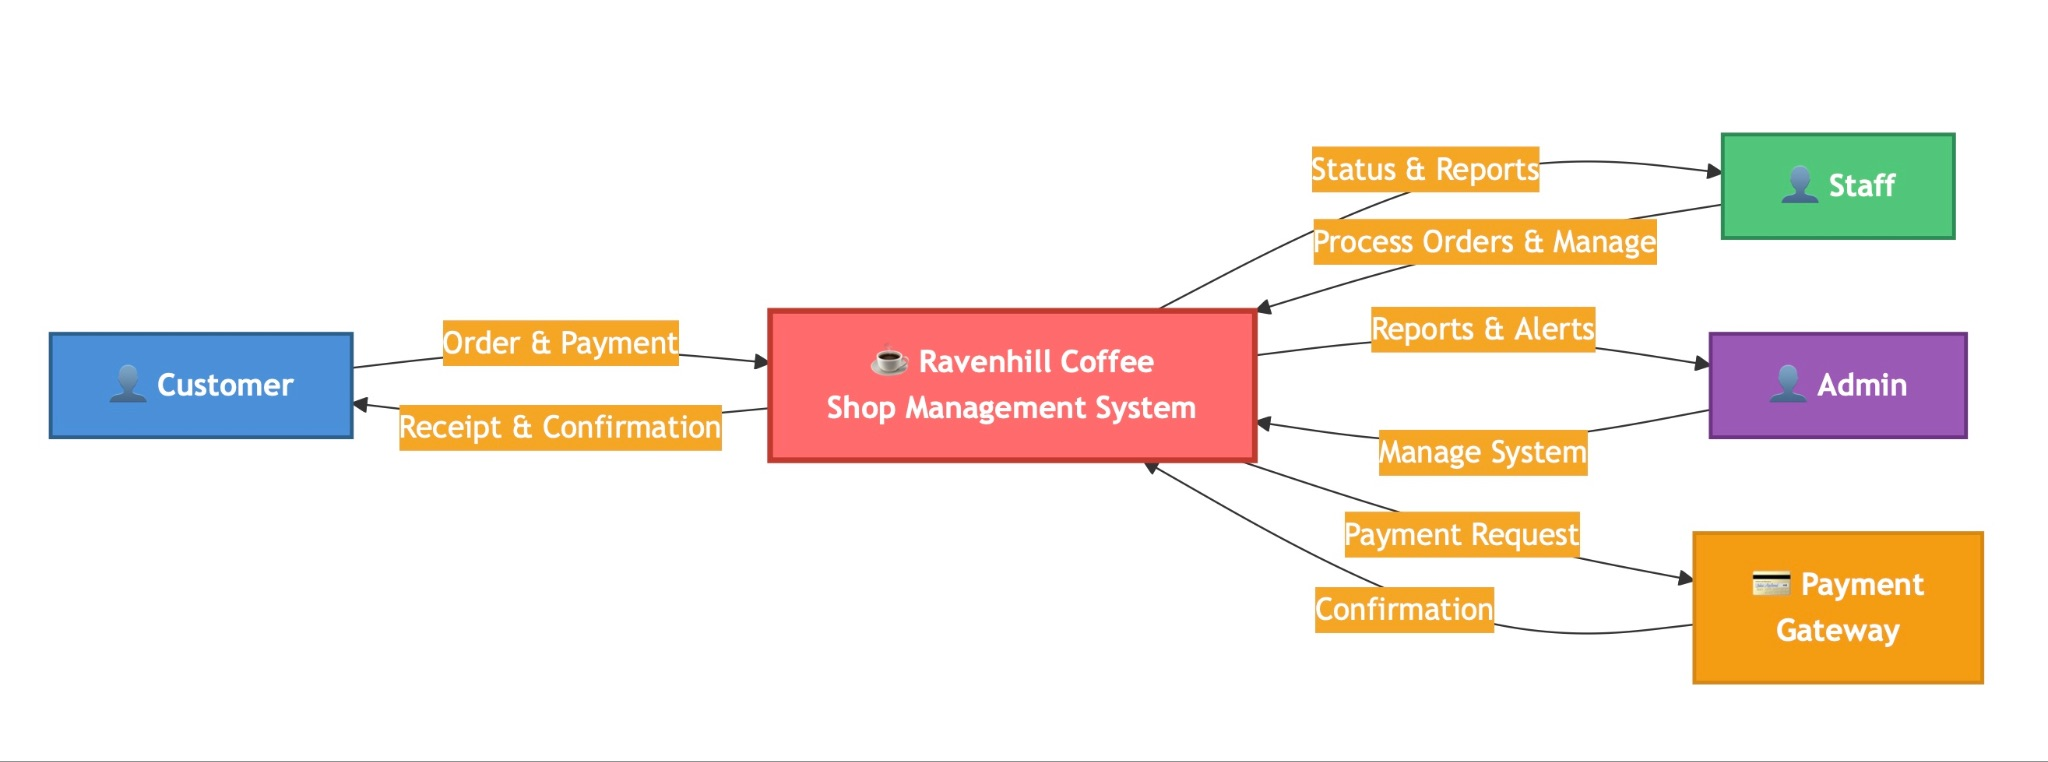 Status & Reports
Staff
Process Orders & Manage
Order & Payment
Customer
Receipt & Confirmation
Ravenhill Coffee
Shop Management System
Reports & Alerts
Admin
Manage System
Payment Request
Payment
Gateway
Confirmation